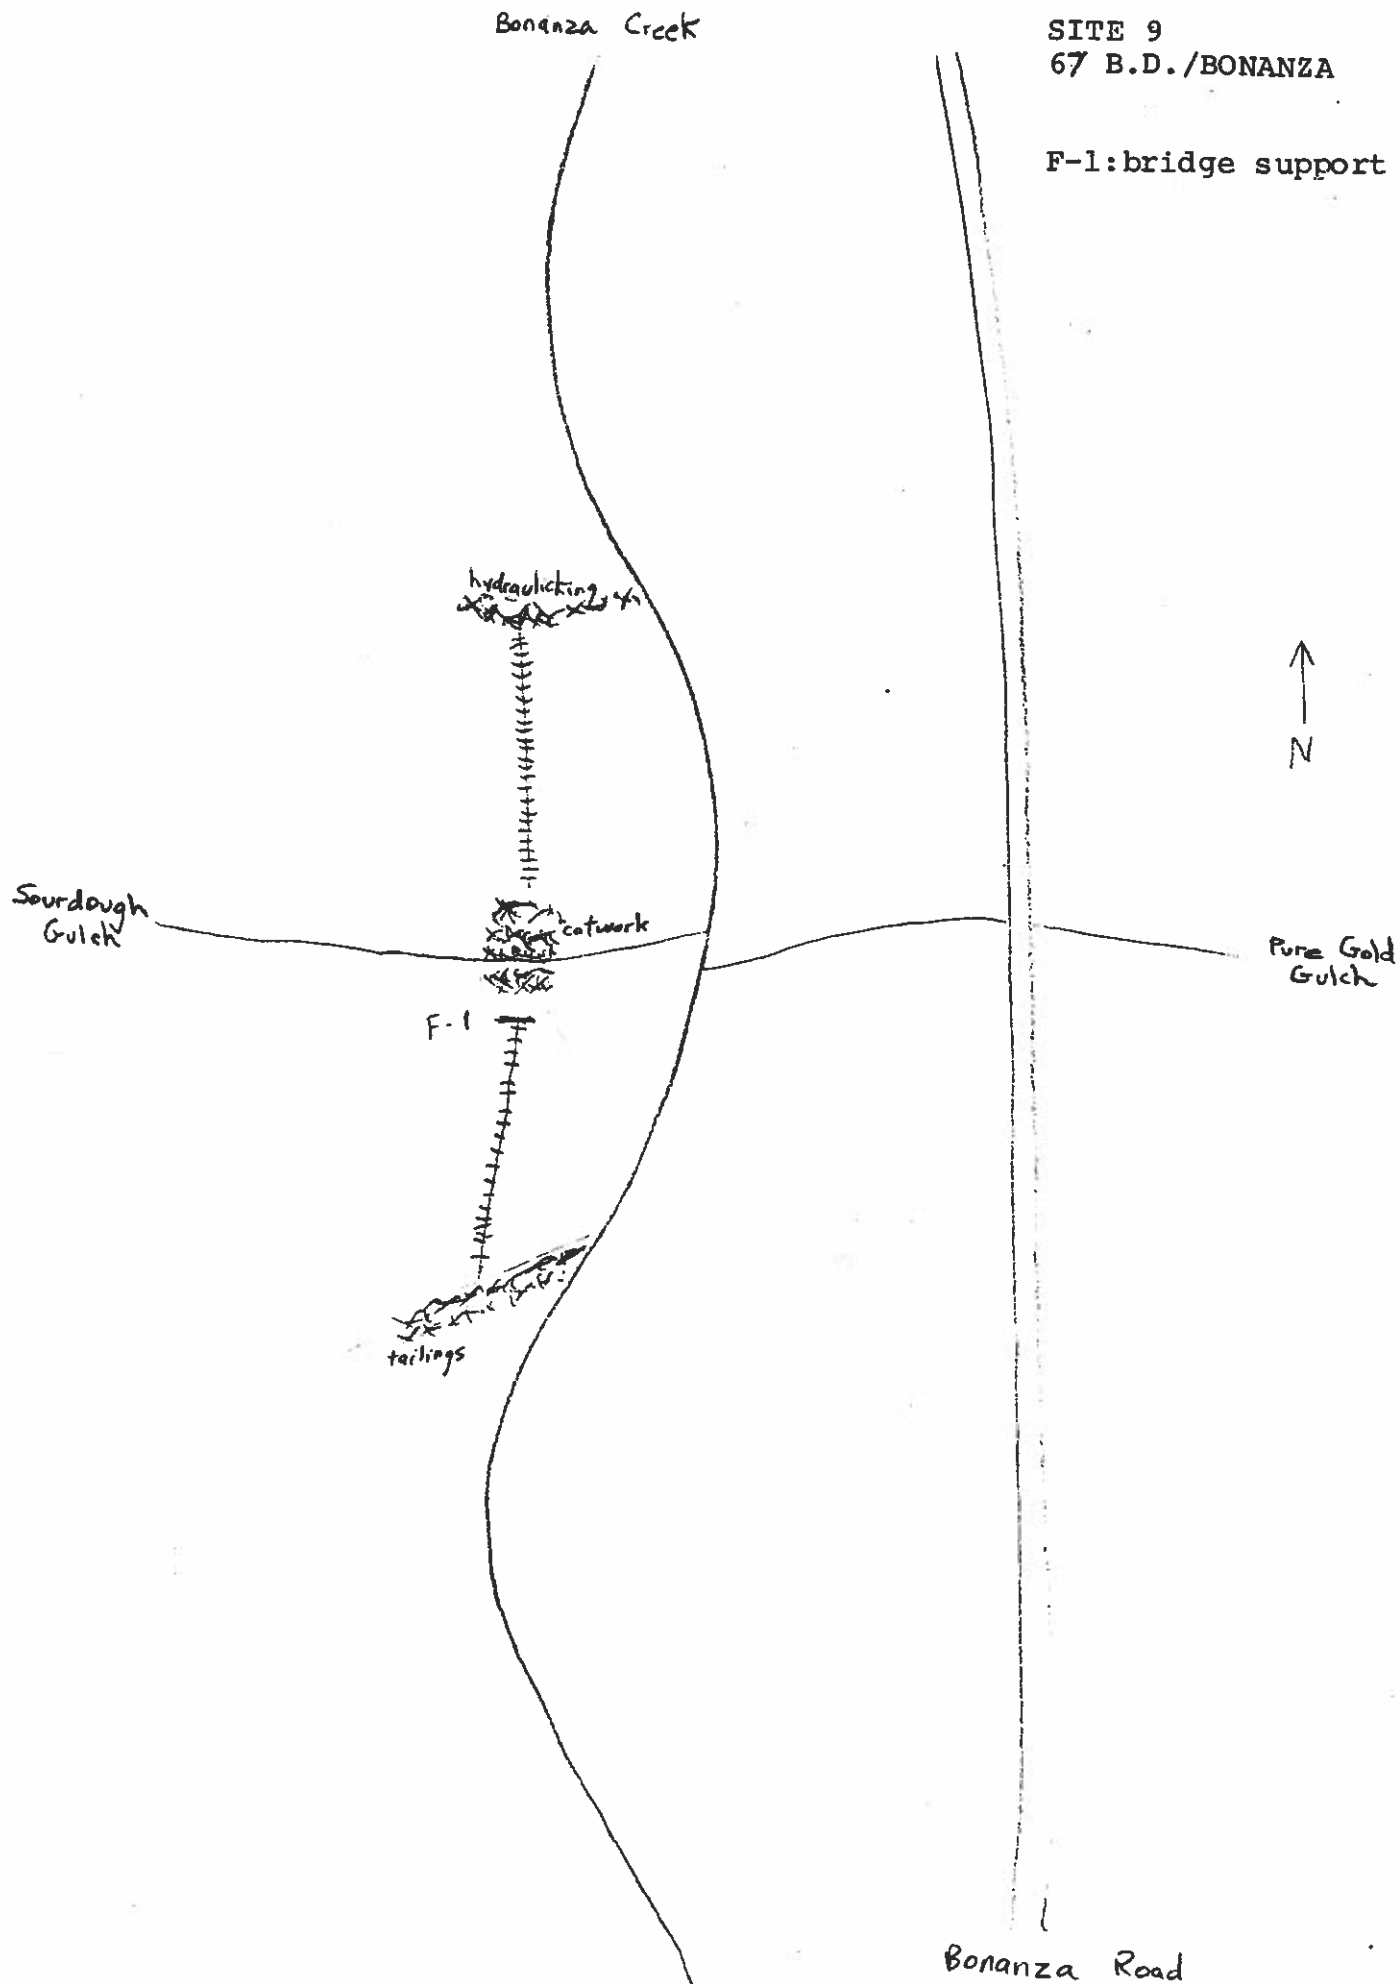 Bonanza Creek
SITE 9
67 B.D./BONANZA
F-1:bridge support
hydraulicking
N
Sourdough
Gulch
catwork
Pure Gold
Gulch
F-1
tailings
Bonanza Road